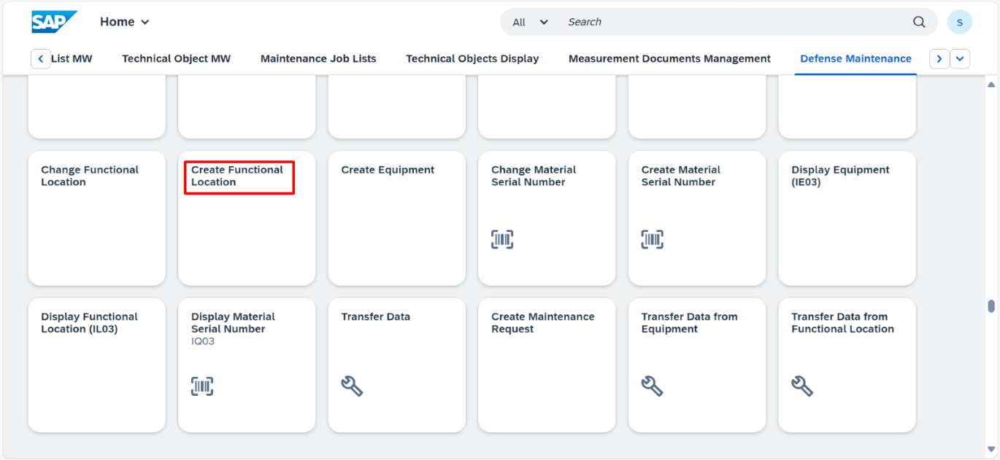 SAP
Home
All
Search
S
List MW
Technical Object MW
Maintenance Job Lists
Technical Objects Display
Measurement Documents Management
Defense Maintenance
Change Functional
Location
Create Functional
Location
Create Equipment
Change Material
Serial Number
Create Material
Serial Number
Display Equipment
(IE03)
Display Functional
Location (IL03)
Display Material
Serial Number
IQ03
Transfer Data
Create Maintenance
Request
Transfer Data from
Equipment
Transfer Data from
Functional Location